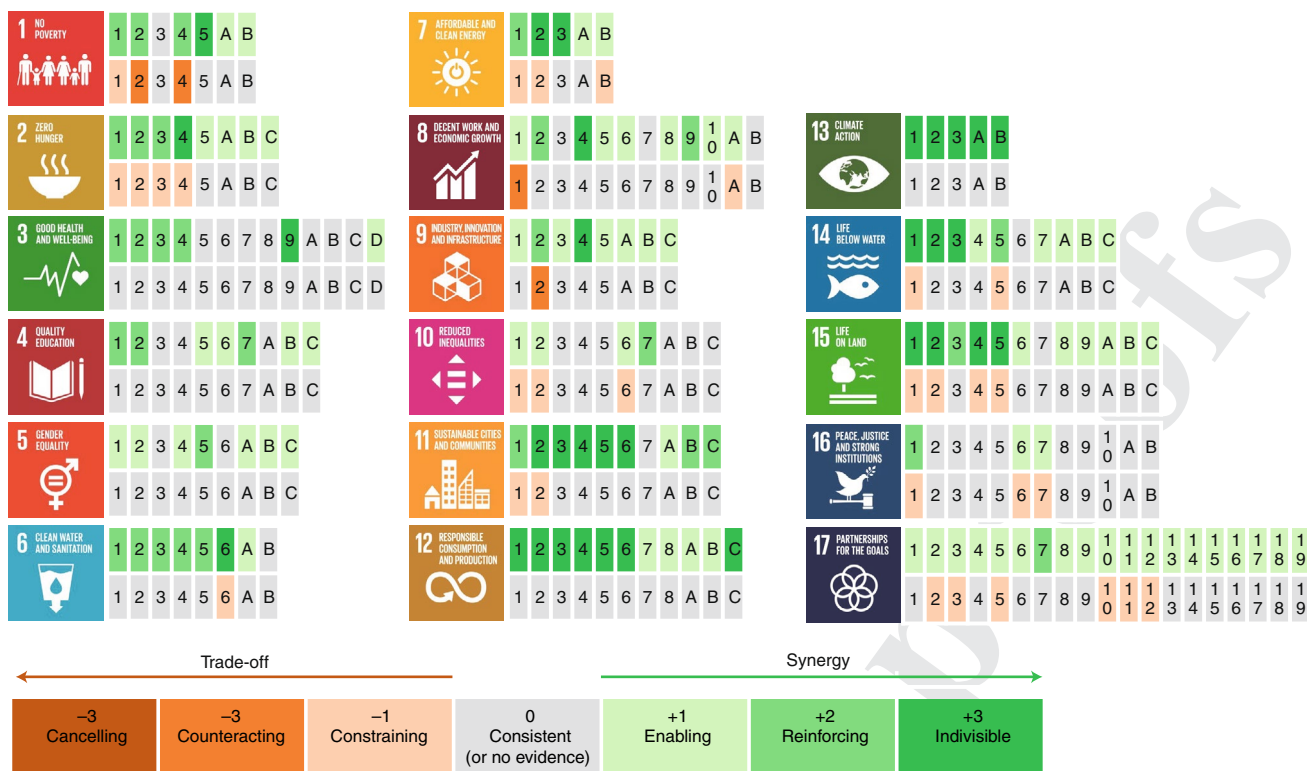 1 NO
POVERTY
1 2 3 4 5 A B
1 2 3 4 5 A B
2 ZERO
HUNGER
1 2 3 4 5 A B C
1 2 3 4 5 A B C
3 GOOD HEALTH
AND WELL-BEING
1 2 3 4 5 6 7 8 9 A B C D
1 2 3 4 5 6 7 8 9 A B C D
4 QUALITY
EDUCATION
1 2 3 4 5 6 7 A B C
1 2 3 4 5 6 7 A B C
5 GENDER
EQUALITY
1 2 3 4 5 6 A B C
1 2 3 4 5 6 A B C
6 CLEAN WATER
AND SANITATION
1 2 3 4 5 6 A B
1 2 3 4 5 6 A B
7 AFFORDABLE AND
CLEAN ENERGY
1 2 3 A B
1 2 3 A B
8 DECENT WORK AND
ECONOMIC GROWTH
1 2 3 4 5 6 7 8 9 10 A B
1 2 3 4 5 6 7 8 9 10 A B
9 INDUSTRY, INNOVATION
AND INFRASTRUCTURE
1 2 3 4 5 A B C
1 2 3 4 5 A B C
10 REDUCED
INEQUALITIES
1 2 3 4 5 6 7 A B C
1 2 3 4 5 6 7 A B C
11 SUSTAINABLE CITIES
AND COMMUNITIES
1 2 3 4 5 6 7 A B C
1 2 3 4 5 6 7 A B C
12 RESPONSIBLE
CONSUMPTION
AND PRODUCTION
1 2 3 4 5 6 7 8 A B C
1 2 3 4 5 6 7 8 A B C
13 CLIMATE
ACTION
1 2 3 A B
1 2 3 A B
14 LIFE
BELOW WATER
1 2 3 4 5 6 7 A B C
1 2 3 4 5 6 7 A B C
15 LIFE
ON LAND
1 2 3 4 5 6 7 8 9 A B C
1 2 3 4 5 6 7 8 9 A B C
16 PEACE, JUSTICE
AND STRONG
INSTITUTIONS
1 2 3 4 5 6 7 8 9 10 A B
1 2 3 4 5 6 7 8 9 10 A B
17 PARTNERSHIPS
FOR THE GOALS
1 2 3 4 5 6 7 8 9 10 11 12 13 14 15 16 17 18 19
1 2 3 4 5 6 7 8 9 10 11 12 13 14 15 16 17 18 19
Trade-off
Synergy
–3
Cancelling
–3
Counteracting
–1
Constraining
0
Consistent
(or no evidence)
+1
Enabling
+2
Reinforcing
+3
Indivisible